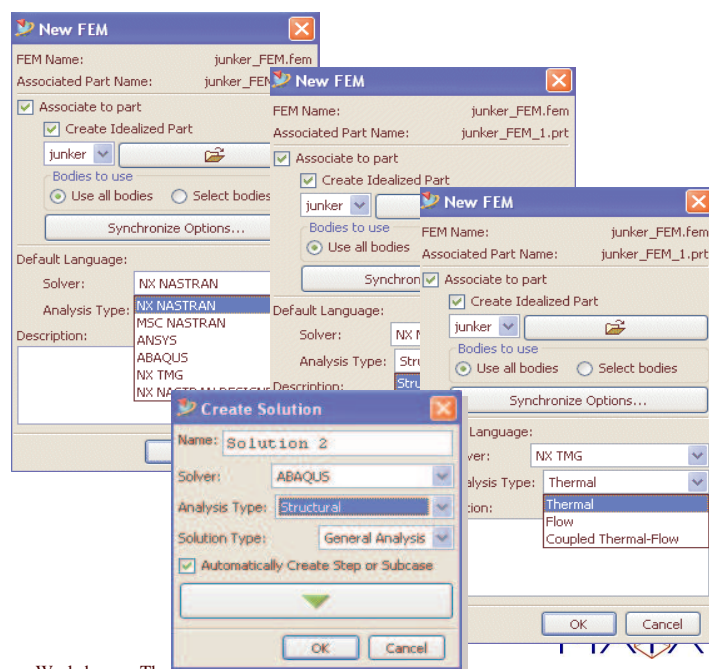 New FEM
FEM Name: junker_FEM.fem
Associated Part Name: junker_FEM
Associate to part
Create Idealized Part
junker
Bodies to use
Use all bodies Select bodies
Synchronize Options...
Default Language:
Solver: NX NASTRAN
Analysis Type:
NX NASTRAN
MSC NASTRAN
ANSYS
ABAQUS
NX TMG
Description:
New FEM
FEM Name: junker_FEM.fem
Associated Part Name: junker_FEM_1.prt
Associate to part
Create Idealized Part
junker
Bodies to use
Use all bodies
Default Language:
Solver:
Analysis Type:
Description:
New FEM
FEM Name: junker_FEM.fem
Associated Part Name: junker_FEM_1.prt
Associate to part
Create Idealized Part
junker
Bodies to use
Use all bodies Select bodies
Synchronize Options...
Language:
NX TMG
Type: Thermal
Thermal
Flow
Coupled Thermal-Flow
OK Cancel
Create Solution
Name: Solution 2
Solver: ABAQUS
Analysis Type: Structural
Solution Type: General Analysis
Automatically Create Step or Subcase
OK Cancel